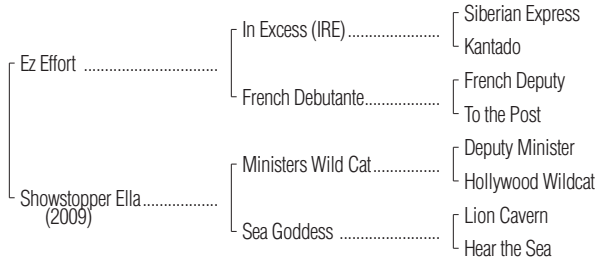 Siberian Express
In Excess (IRE)......................
Kantado
Ez Effort ................................
French Deputy
French Debutante..................
To the Post
Deputy Minister
Ministers Wild Cat................
Hollywood Wildcat
Showstopper Ella..................
(2009)
Lion Cavern
Sea Goddess ........................
Hear the Sea